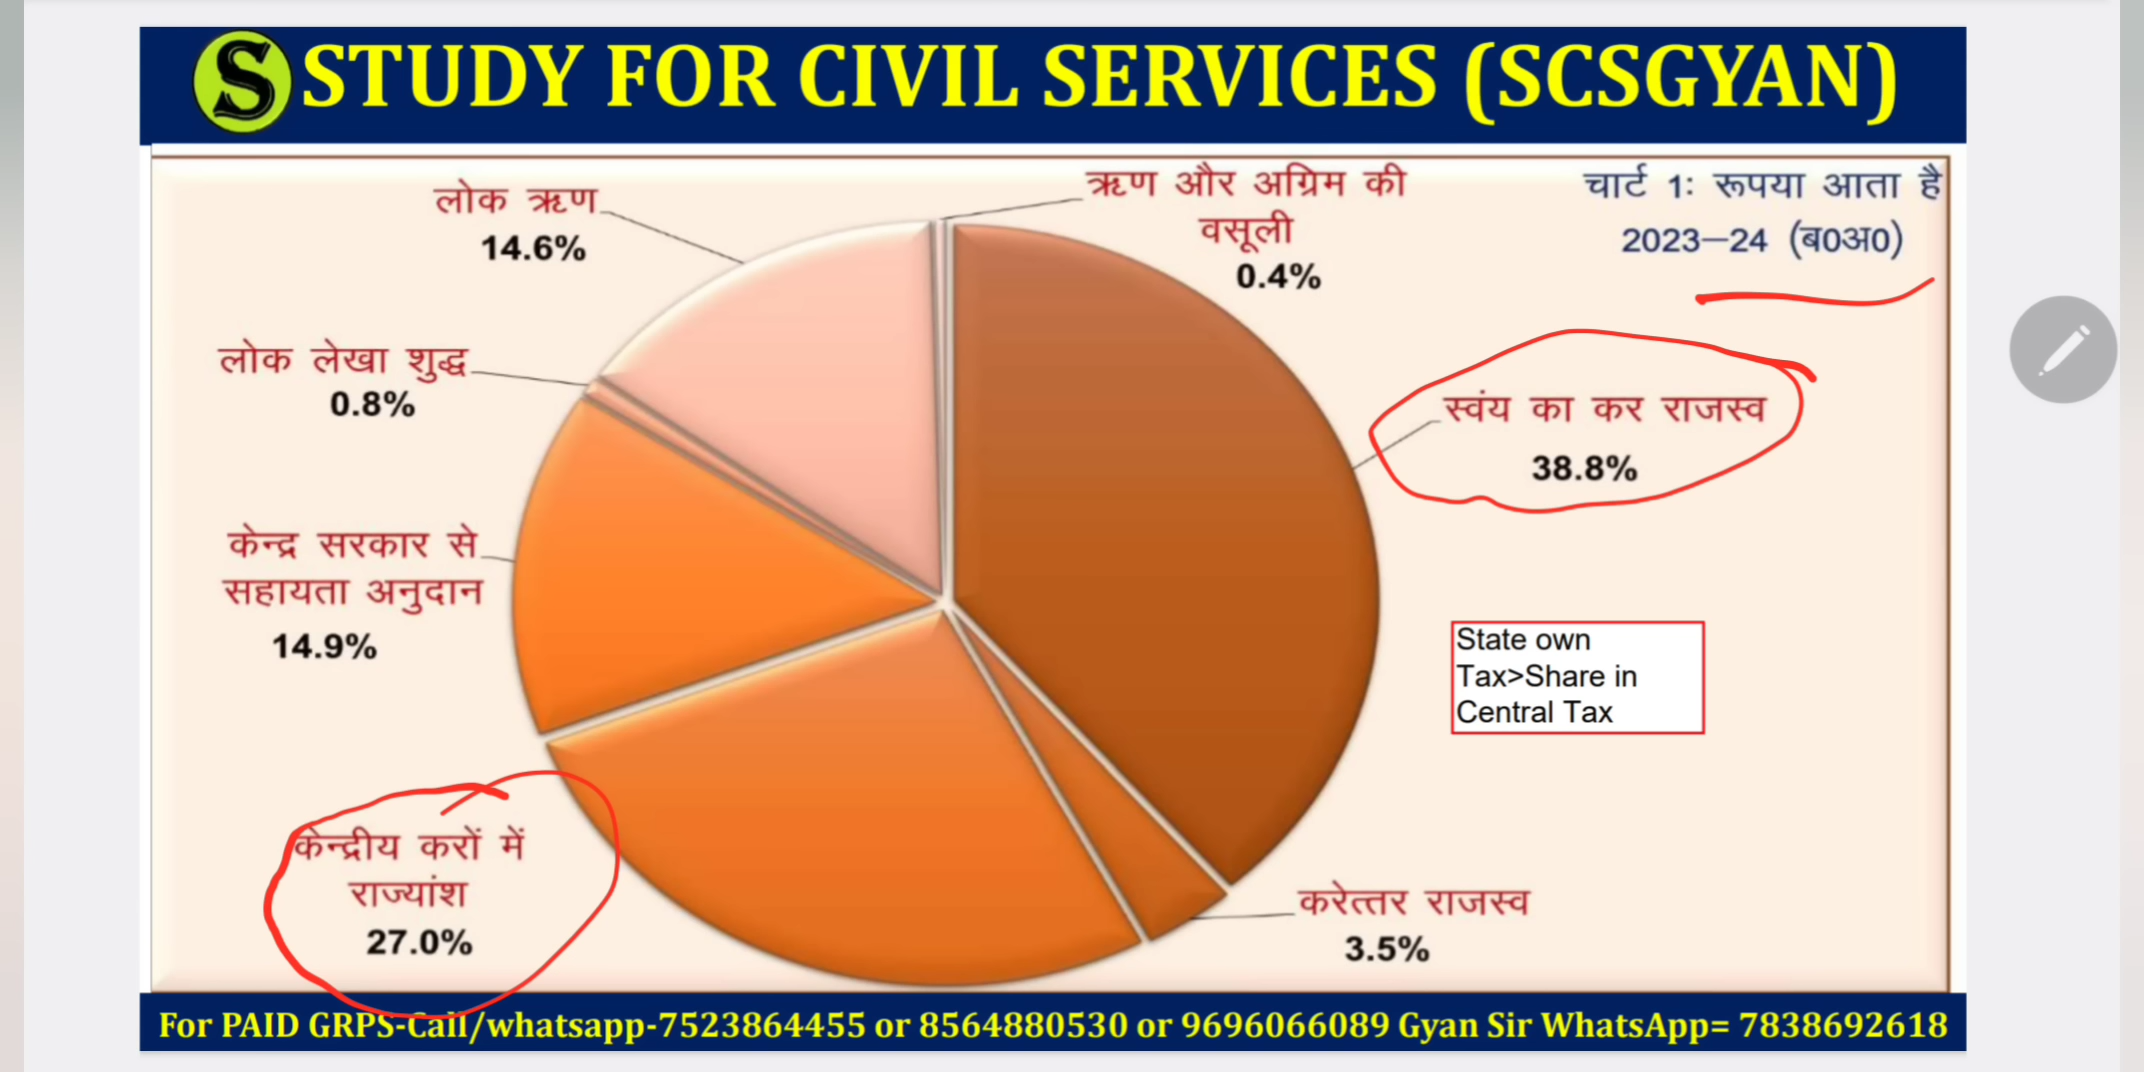 S STUDY FOR CIVIL SERVICES (SCSGYAN)
चार्ट 1: रूपया आता है
2023–24 (ब0अ0)
ऋण और अग्रिम की
वसूली
0.4%
लोक ऋण
14.6%
लोक लेखा शुद्ध
0.8%
स्वंय का कर राजस्व
38.8%
केन्द्र सरकार से
सहायता अनुदान
14.9%
State own
Tax>Share in
Central Tax
केन्द्रीय करों में
राज्यांश
27.0%
करेत्तर राजस्व
3.5%
For PAID GRPS-Call/whatsapp-7523864455 or 8564880530 or 9696066089 Gyan Sir WhatsApp= 7838692618